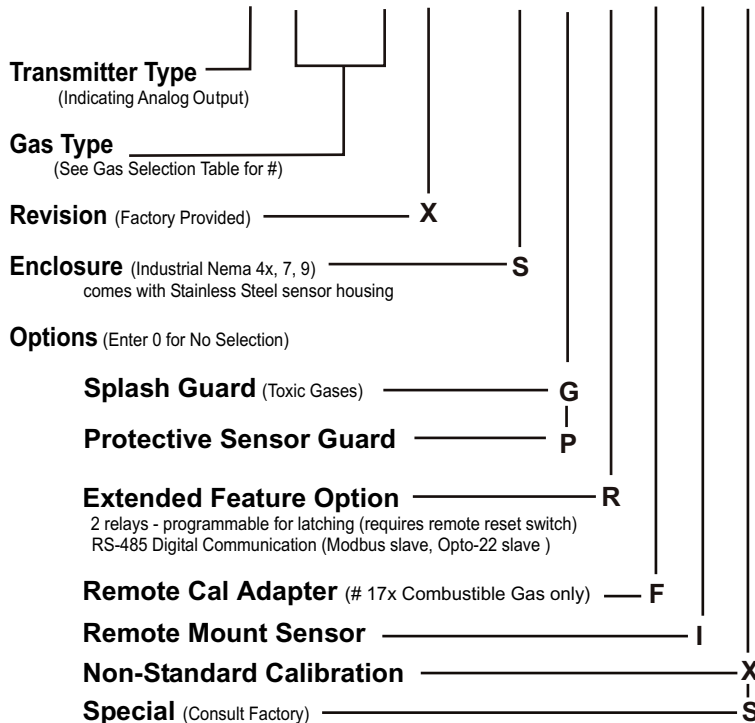 Transmitter Type
(Indicating Analog Output)
Gas Type
(See Gas Selection Table for #)
Revision (Factory Provided) X
Enclosure (Industrial Nema 4x, 7, 9) S
comes with Stainless Steel sensor housing
Options (Enter 0 for No Selection)
Splash Guard (Toxic Gases) G
Protective Sensor Guard P
Extended Feature Option R
2 relays - programmable for latching (requires remote reset switch)
RS-485 Digital Communication (Modbus slave, Opto-22 slave )
Remote Cal Adapter (# 17x Combustible Gas only) F
Remote Mount Sensor I
Non-Standard Calibration X
Special (Consult Factory) S